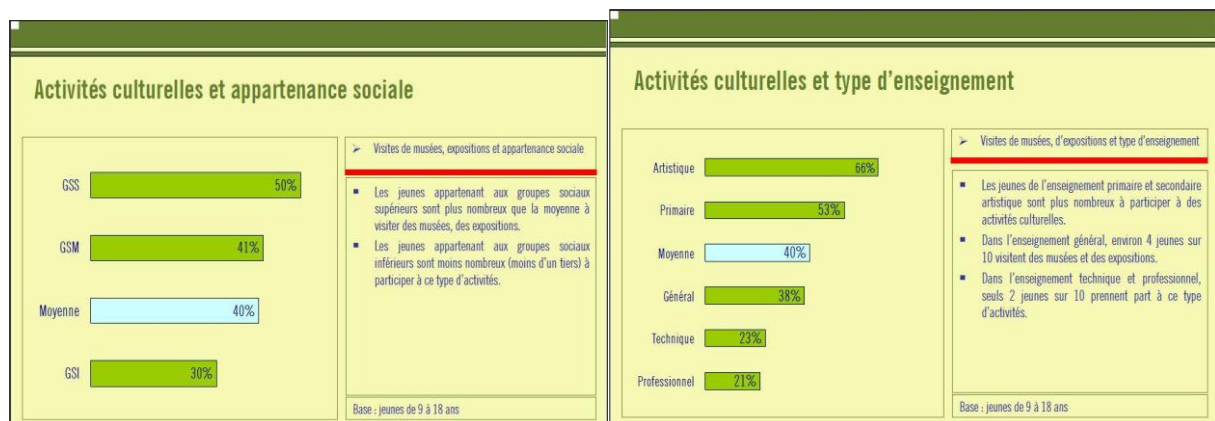 Activités culturelles et appartenance sociale
GSS 50%
GSM 41%
Moyenne 40%
GSI 30%
➢ Visites de musées, expositions et appartenance sociale
▪ Les jeunes appartenant aux groupes sociaux
supérieurs sont plus nombreux que la moyenne à
visiter des musées, des expositions.
▪ Les jeunes appartenant aux groupes sociaux
inférieurs sont moins nombreux (moins d'un tiers) à
participer à ce type d'activités.
Base : jeunes de 9 à 18 ans
Activités culturelles et type d'enseignement
Artistique 66%
Primaire 53%
Moyenne 40%
Général 38%
Technique 23%
Professionnel 21%
➢ Visites de musées, d'expositions et type d'enseignement
▪ Les jeunes de l'enseignement primaire et secondaire
artistique sont plus nombreux à participer à des
activités culturelles.
▪ Dans l'enseignement général, environ 4 jeunes sur
10 visitent des musées et des expositions.
▪ Dans l'enseignement technique et professionnel,
seuls 2 jeunes sur 10 prennent part à ce type
d'activités.
Base : jeunes de 9 à 18 ans